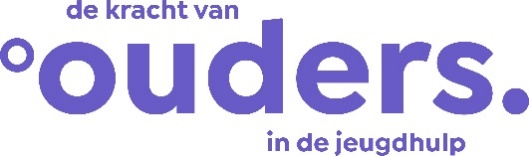 de kracht van
°ouders.
in de jeugdhulp